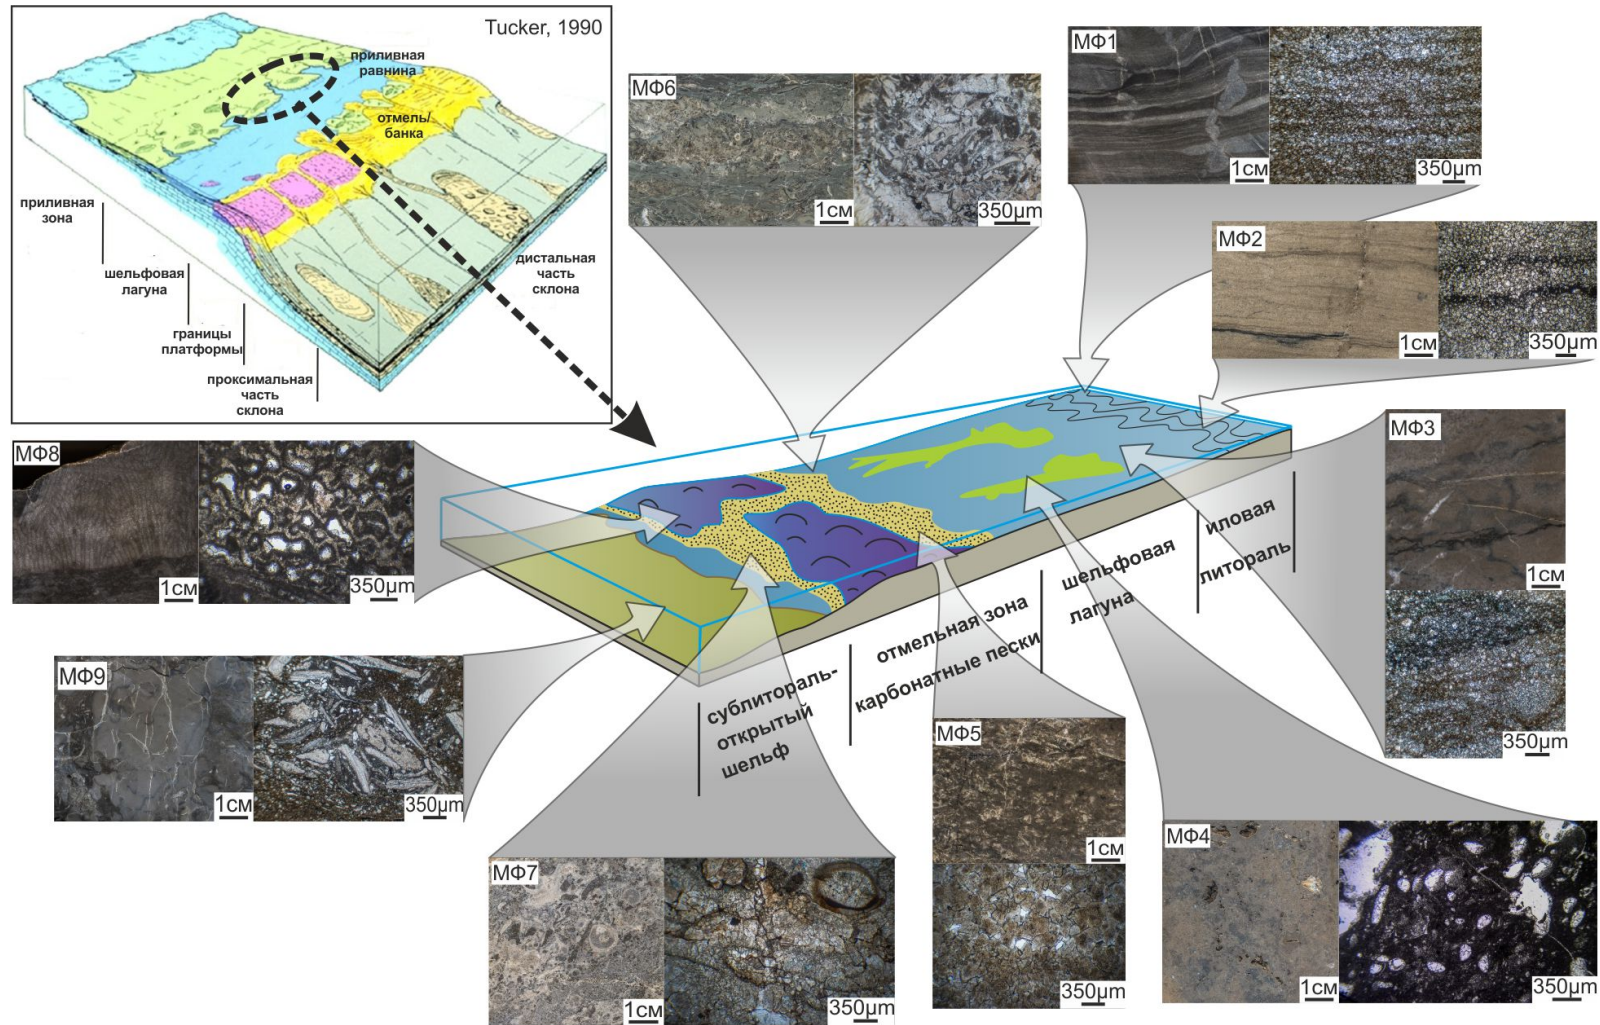 Tucker, 1990
приливная
равнина
отмель/
банка
приливная
зона
шельфовая
лагуна
границы
платформы
проксимальная
часть
склона
дистальная
часть
склона
МФ6
1см
350µm
МФ1
1см
350µm
МФ2
1см
350µm
МФ8
1см
350µm
МФ3
1см
350µm
иловая
литораль
шельфовая
лагуна
отмельная зона
карбонатные пески
сублитораль-
открытый
шельф
МФ9
1см
350µm
МФ5
1см
350µm
МФ4
1см
350µm
МФ7
1см
350µm